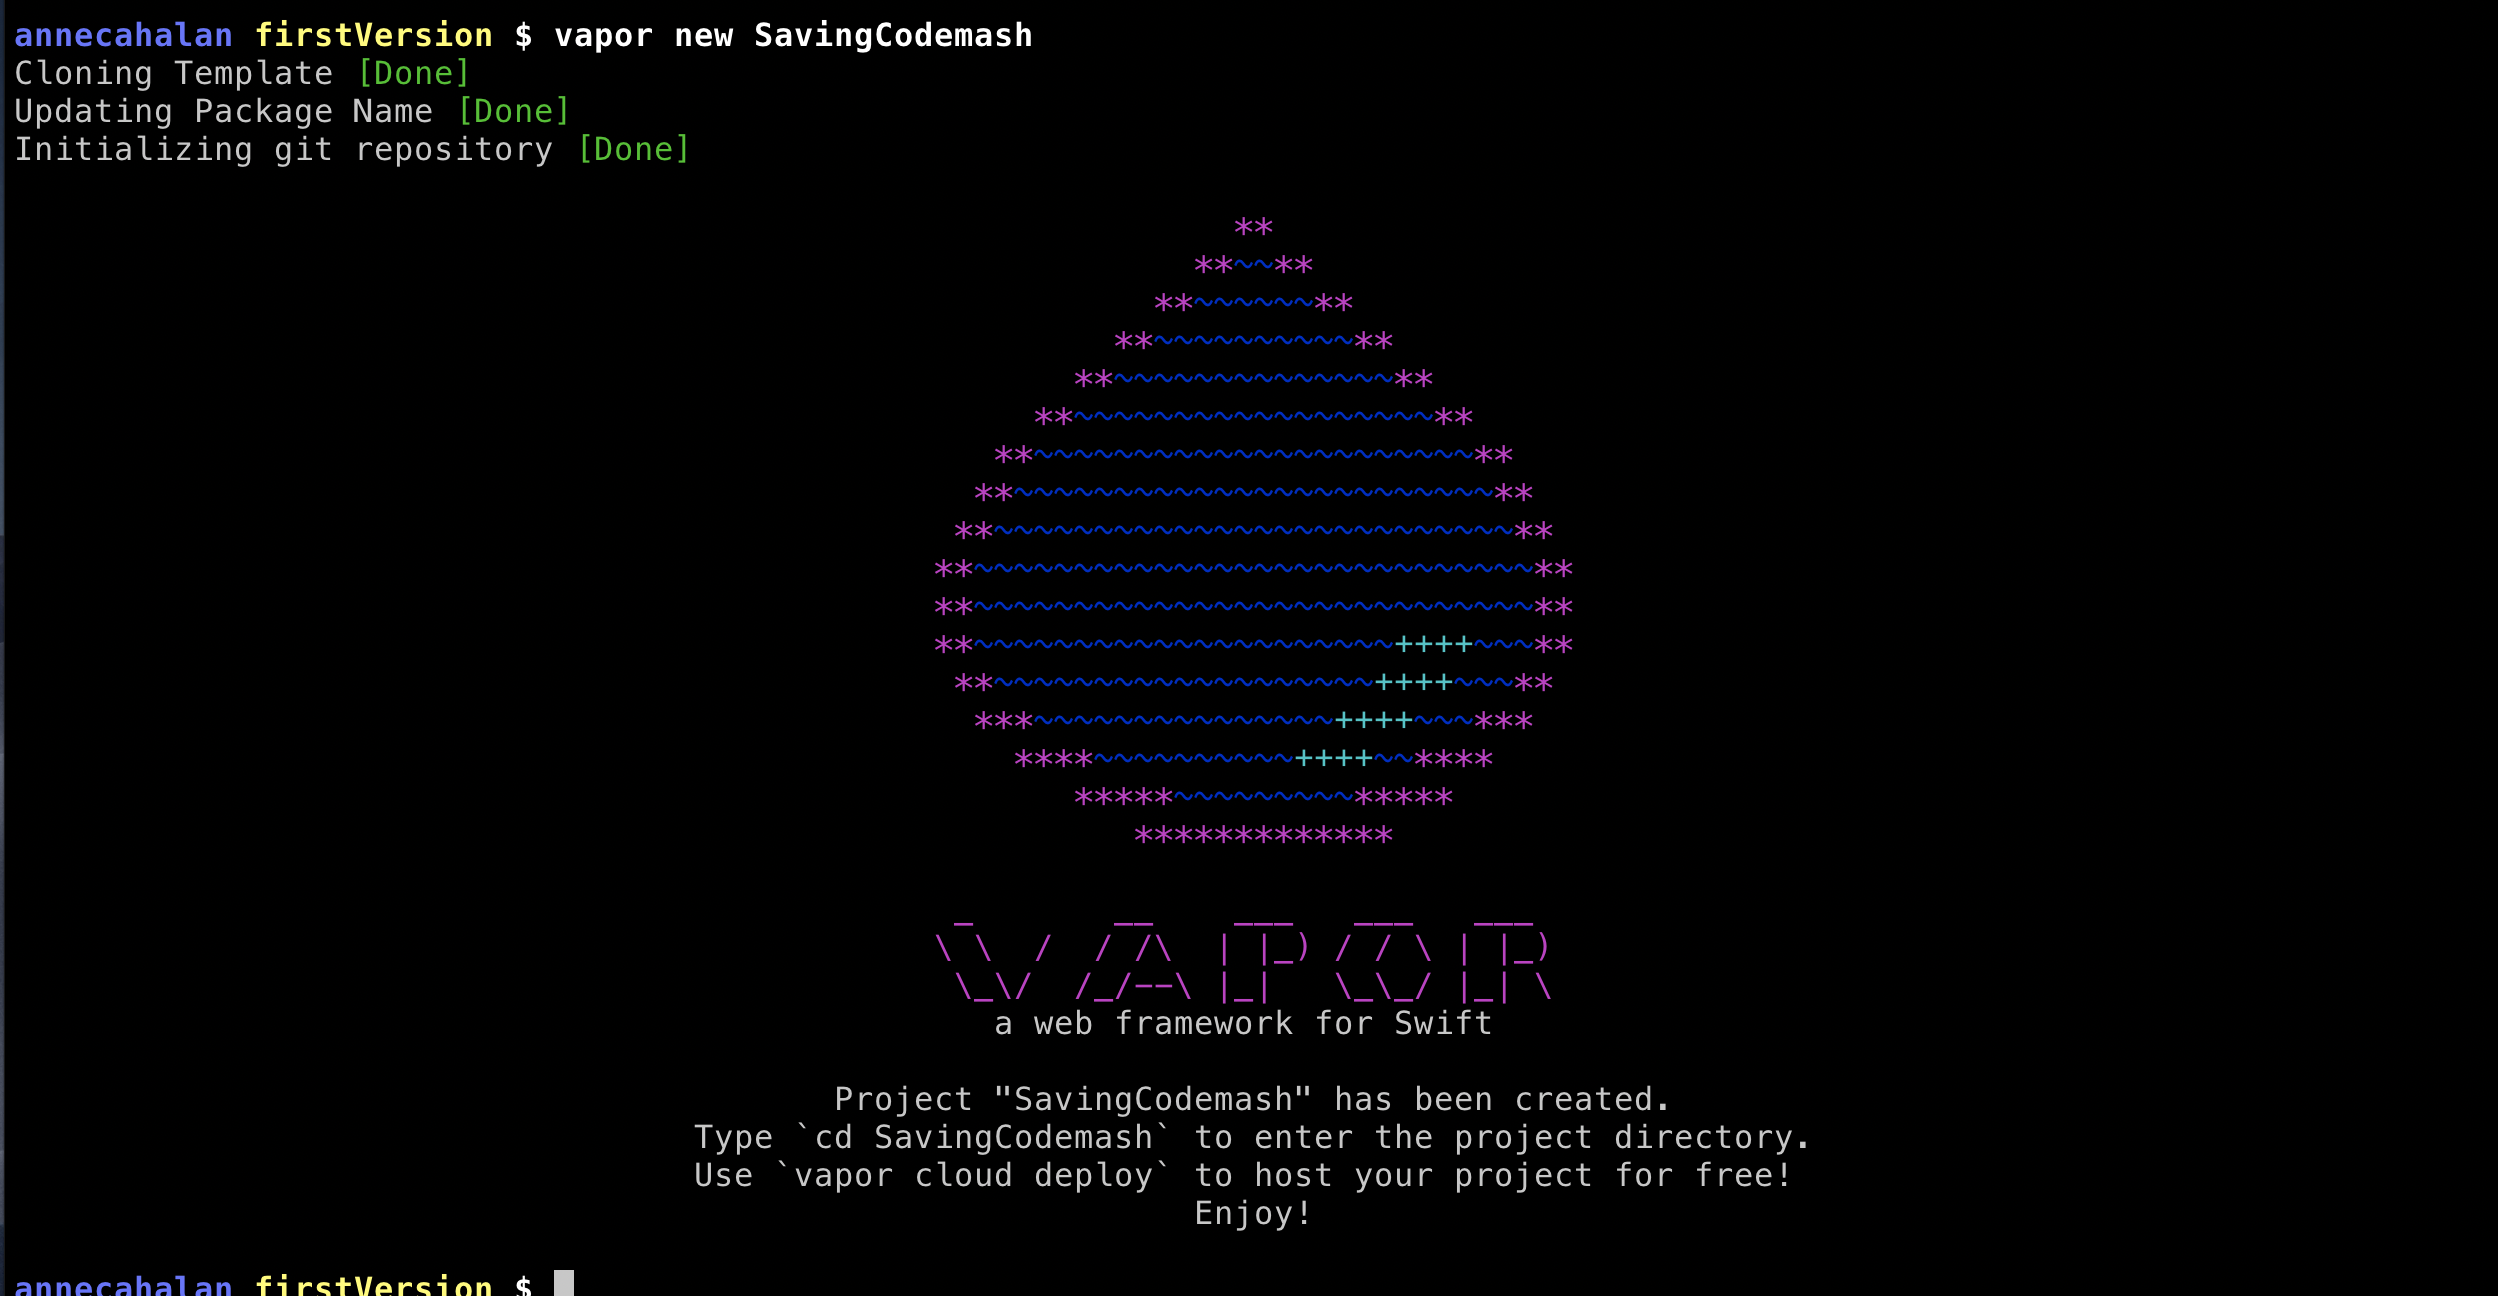 annecahalan firstVersion $ vapor new SavingCodemash
Cloning Template [Done]
Updating Package Name [Done]
Initializing git repository [Done]
**
**~~**
**~~~~~~**
**~~~~~~~~~~**
**~~~~~~~~~~~~~~**
**~~~~~~~~~~~~~~~~~~**
**~~~~~~~~~~~~~~~~~~~~~~**
**~~~~~~~~~~~~~~~~~~~~~~~~**
**~~~~~~~~~~~~~~~~~~~~~~~~~~**
**~~~~~~~~~~~~~~~~~~~~~~~~~~~~**
**~~~~~~~~~~~~~~~~~~~~~~~~~~~~**
**~~~~~~~~~~~~~~~~~~~~~++++~~~**
**~~~~~~~~~~~~~~~~~~~++++~~~**
***~~~~~~~~~~~~~~~++++~~~***
****~~~~~~~~~~++++~~****
*****~~~~~~~~~*****
*************
 _       __    ___   ___   ___
\ \  /  / /\  | |_) / / \ | |_)
 \_\/  /_/--\ |_|   \_\_/ |_| \
a web framework for Swift
Project "SavingCodemash" has been created.
Type `cd SavingCodemash` to enter the project directory.
Use `vapor cloud deploy` to host your project for free!
Enjoy!
annecahalan firstVersion $